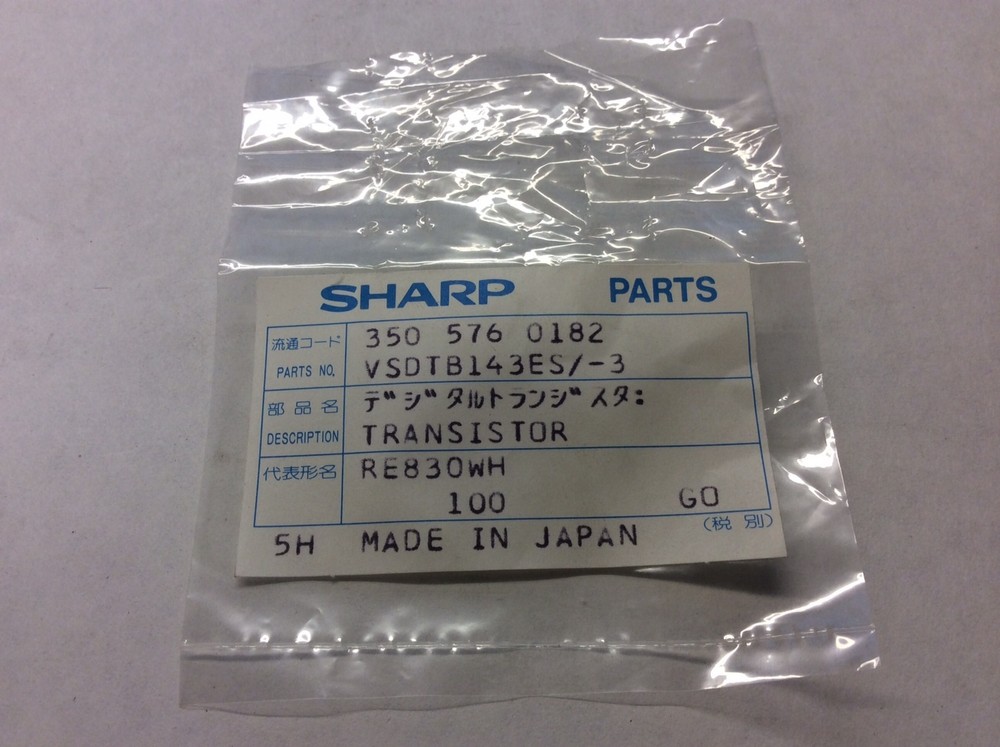 SHARP PARTS
流通コード 350 576 0182
PARTS NO. VSDTB143ES/-3
部品名 デジタルトランジスタ:
DESCRIPTION TRANSISTOR
代表形名 RE830WH
100 GO
(税別)
5H MADE IN JAPAN